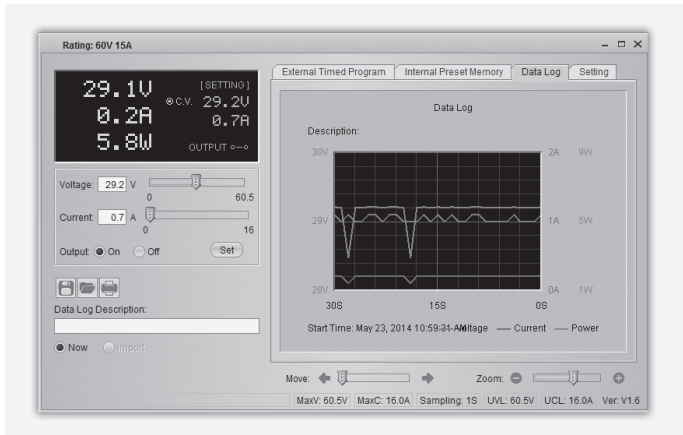 Rating: 60V 15A
29.1V
0.2A
5.8W
[SETTING]
C.V. 29.2V
0.7A
OUTPUT
Voltage: 29.2 V
0 60.5
Current: 0.7 A
0 16
Output: On Off Set
Data Log Description:
Now Import
External Timed Program Internal Preset Memory Data Log Setting
Data Log
Description:
30V 2A 9W
29V 1A 5W
28V 0A 1W
30S 15S 0S
Start Time: May 23, 2014 10:59:31 AM Voltage Current Power
Move: Zoom:
MaxV: 60.5V MaxC: 16.0A Sampling: 1S UVL: 60.5V UCL: 16.0A Ver: V1.6